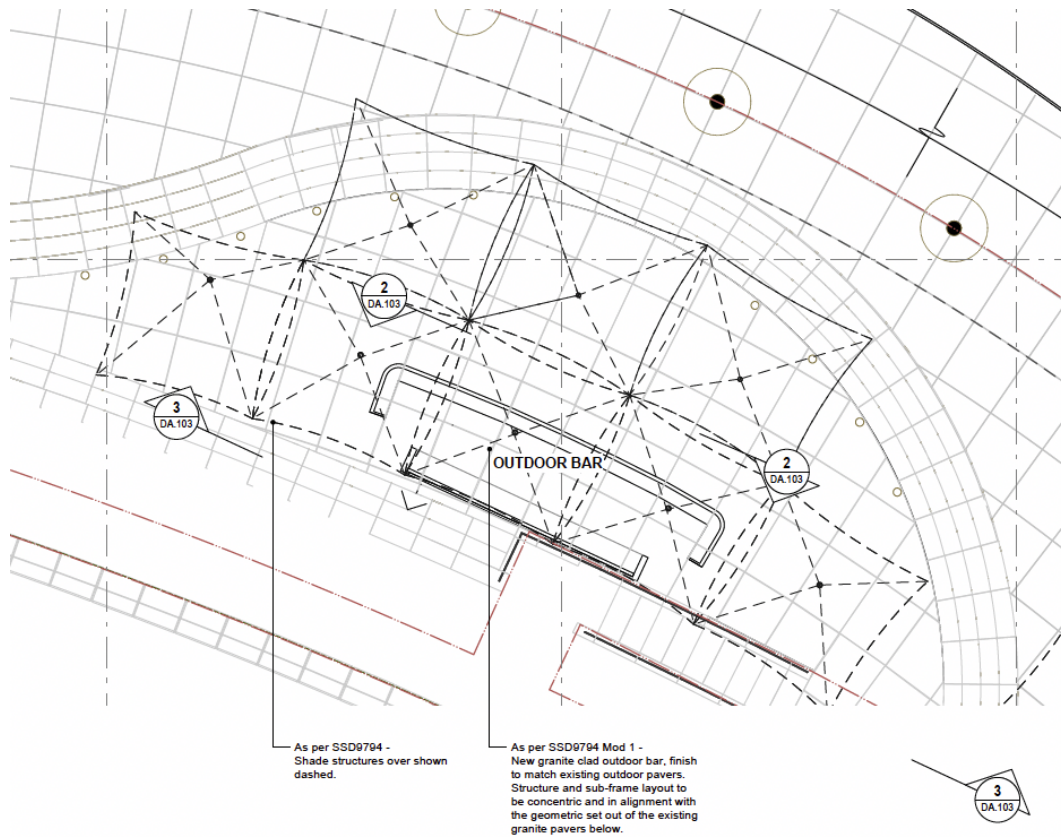 2
DA.103
3
DA.103
OUTDOOR BAR
2
DA.103
As per SSD9794 -
Shade structures over shown
dashed.
As per SSD9794 Mod 1 -
New granite clad outdoor bar, finish
to match existing outdoor pavers.
Structure and sub-frame layout to
be concentric and in alignment with
the geometric set out of the existing
granite pavers below.
3
DA.103